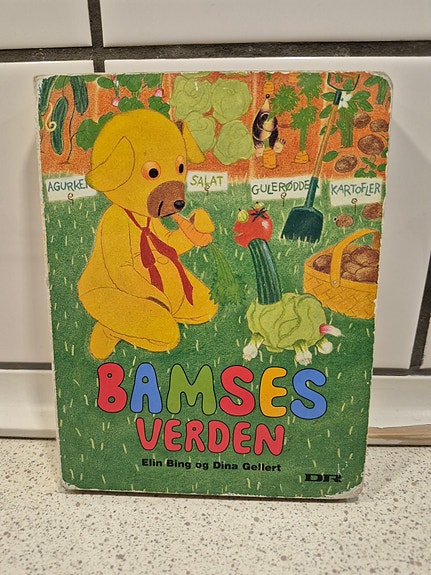 AGURKER SALAT GULERØDDER KARTOFLER
BAMSES
VERDEN
Elin Bing og Dina Gellert
DR